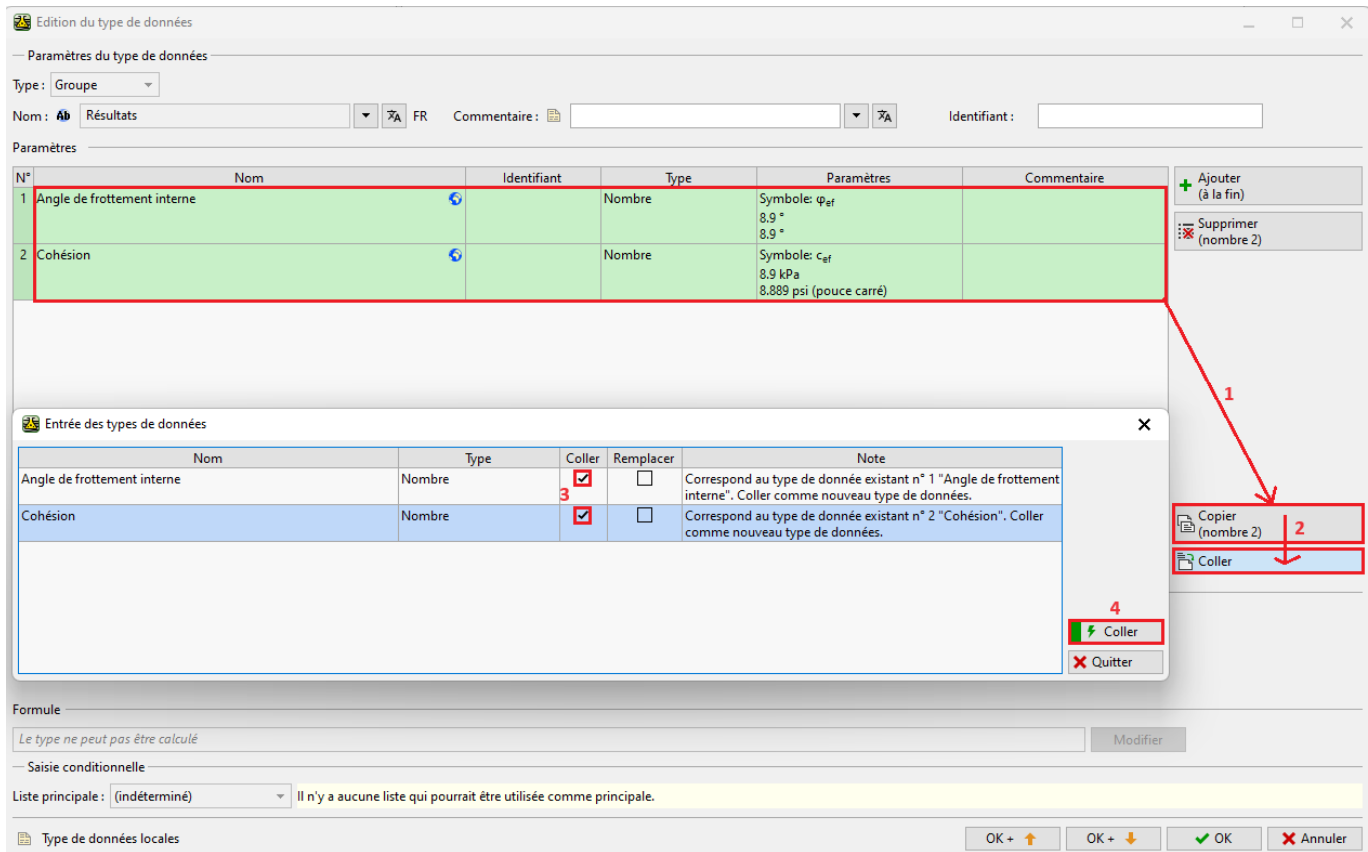 Edition du type de données
Paramètres du type de données
Type : Groupe
Nom : Ab Résultats FR Commentaire : Identifiant :
Paramètres
N° Nom Identifiant Type Paramètres Commentaire
1 Angle de frottement interne Nombre Symbole: φef
8.9 °
8.9 °
2 Cohésion Nombre Symbole: cef
8.9 kPa
8.889 psi (pouce carré)
Ajouter
(à la fin)
Supprimer
(nombre 2)
1
Entrée des types de données
Nom Type Coller Remplacer Note
Angle de frottement interne Nombre Correspond au type de donnée existant n° 1 "Angle de frottement
interne". Coller comme nouveau type de données.
3
Cohésion Nombre Correspond au type de donnée existant n° 2 "Cohésion". Coller
comme nouveau type de données.
Copier
(nombre 2)
2
Coller
4
Coller
Quitter
Formule
Le type ne peut pas être calculé Modifier
Saisie conditionnelle
Liste principale : (indéterminé) Il n'y a aucune liste qui pourrait être utilisée comme principale.
Type de données locales OK + OK + OK Annuler